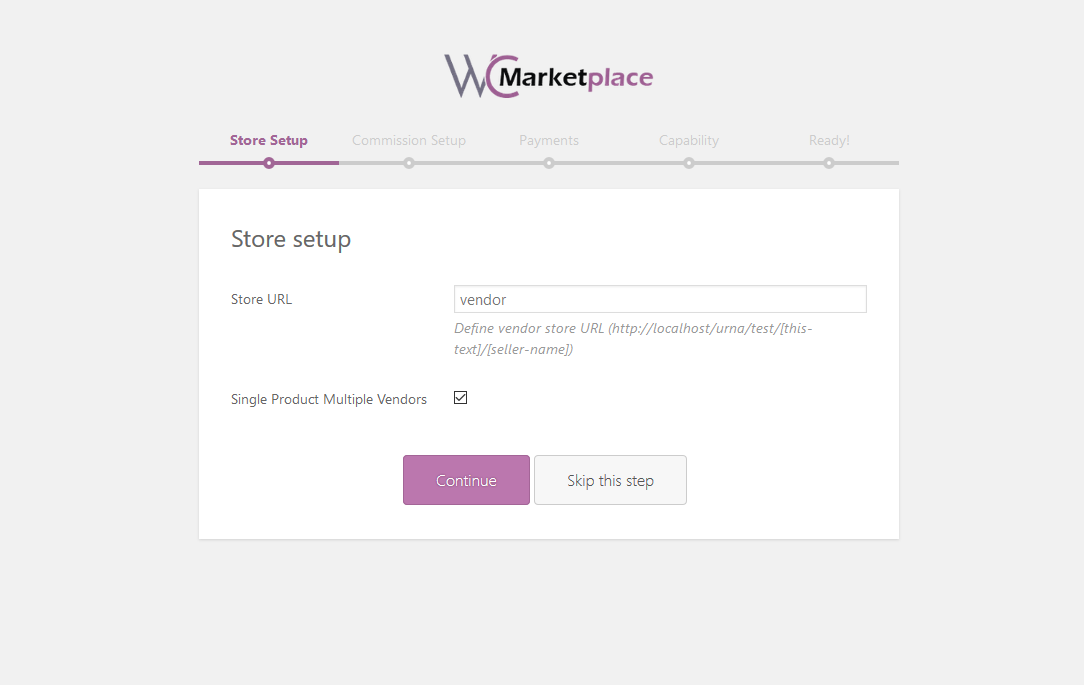 WC Marketplace
Store Setup
Commission Setup
Payments
Capability
Ready!
Store setup
Store URL
vendor
Define vendor store URL (http://localhost/urna/test/[this-
text]/[seller-name])
Single Product Multiple Vendors
Continue
Skip this step